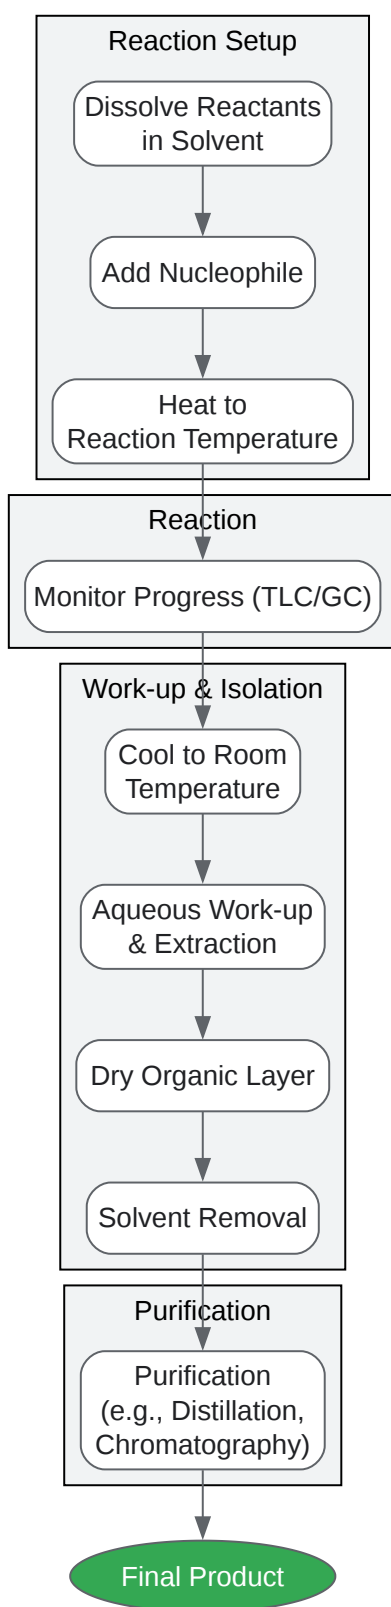 Reaction Setup
Dissolve Reactants
in Solvent
Add Nucleophile
Heat to
Reaction Temperature
Reaction
Monitor Progress (TLC/GC)
Work-up & Isolation
Cool to Room
Temperature
Aqueous Work-up
& Extraction
Dry Organic Layer
Solvent Removal
Purification
Purification
(e.g., Distillation,
Chromatography)
Final Product